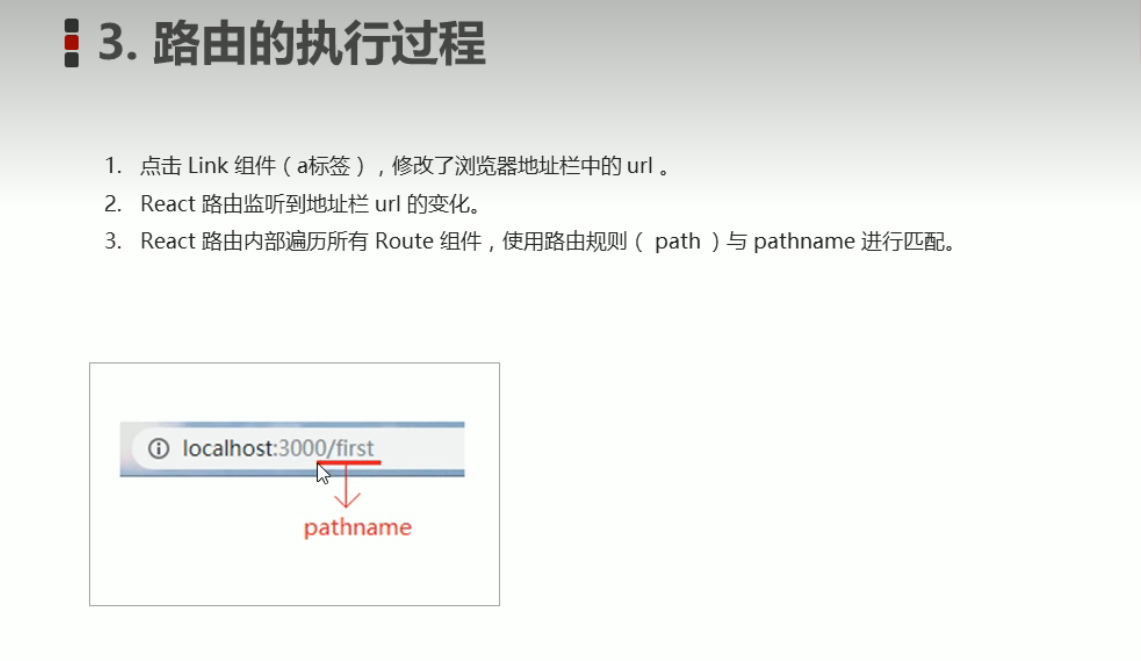 3. 路由的执行过程
1. 点击 Link 组件（a标签），修改了浏览器地址栏中的 url 。
2. React 路由监听到地址栏 url 的变化。
3. React 路由内部遍历所有 Route 组件，使用路由规则（ path ）与 pathname 进行匹配。
localhost:3000/first
pathname